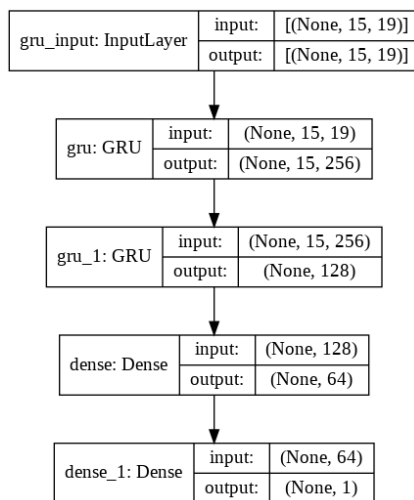 gru_input: InputLayer
input: [(None, 15, 19)]
output: [(None, 15, 19)]
gru: GRU
input: (None, 15, 19)
output: (None, 15, 256)
gru_1: GRU
input: (None, 15, 256)
output: (None, 128)
dense: Dense
input: (None, 128)
output: (None, 64)
dense_1: Dense
input: (None, 64)
output: (None, 1)